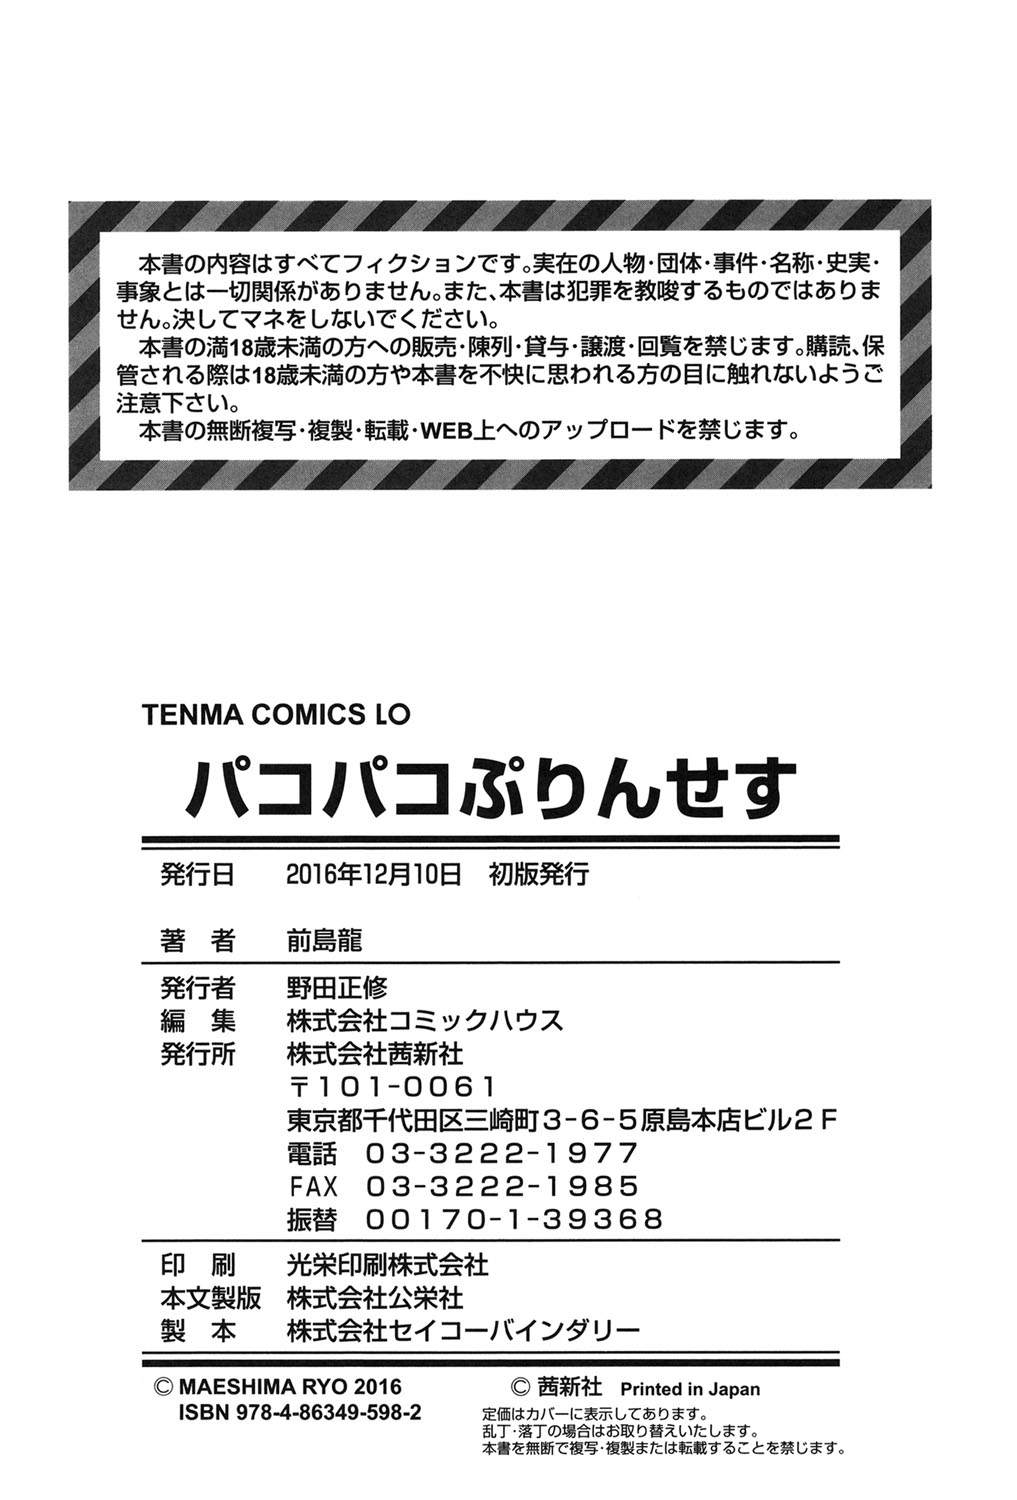 本書の内容はすべてフィクションです。実在の人物・団体・事件・名称・史実・
事象とは一切関係がありません。また、本書は犯罪を教唆するものではありま
せん。決してマネをしないでください。
本書の満18歳未満の方への販売・陳列・貸与・譲渡・回覧を禁じます。購読、保
管される際は18歳未満の方や本書を不快に思われる方の目に触れないようご
注意下さい。
本書の無断複写・複製・転載・WEB上へのアップロードを禁じます。
TENMA COMICS LO
パコパコぷりんせす
発行日 2016年12月10日 初版発行
著 者 前島龍
発行者 野田正修
編 集 株式会社コミックハウス
発行所 株式会社茜新社
〒101-0061
東京都千代田区三崎町3-6-5原島本店ビル2F
電話 03-3222-1977
FAX 03-3222-1985
振替 00170-1-39368
印 刷 光栄印刷株式会社
本文製版 株式会社公栄社
製 本 株式会社セイコーバインダリー
© MAESHIMA RYO 2016 © 茜新社 Printed in Japan
ISBN 978-4-86349-598-2
定価はカバーに表示してあります。
乱丁・落丁の場合はお取り替えいたします。
本書を無断で複写・複製または転載することを禁じます。